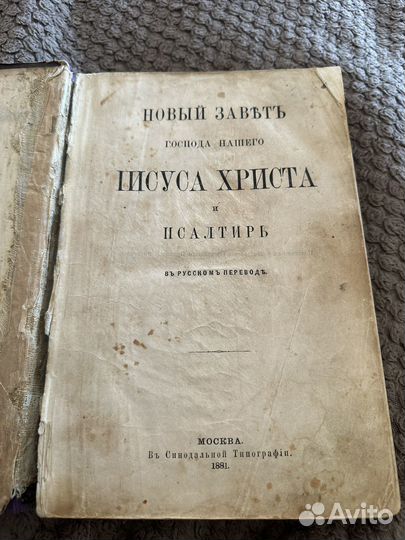 НОВЫЙ ЗАВѢТЪ
ГОСПОДА НАШЕГО
ІИСУСА ХРИСТА
И
ПСАЛТИРЬ
ВЪ РУССКОМЪ ПЕРЕВОДѢ.
МОСКВА.
Въ Синодальной Типографіи.
1881.
Avito